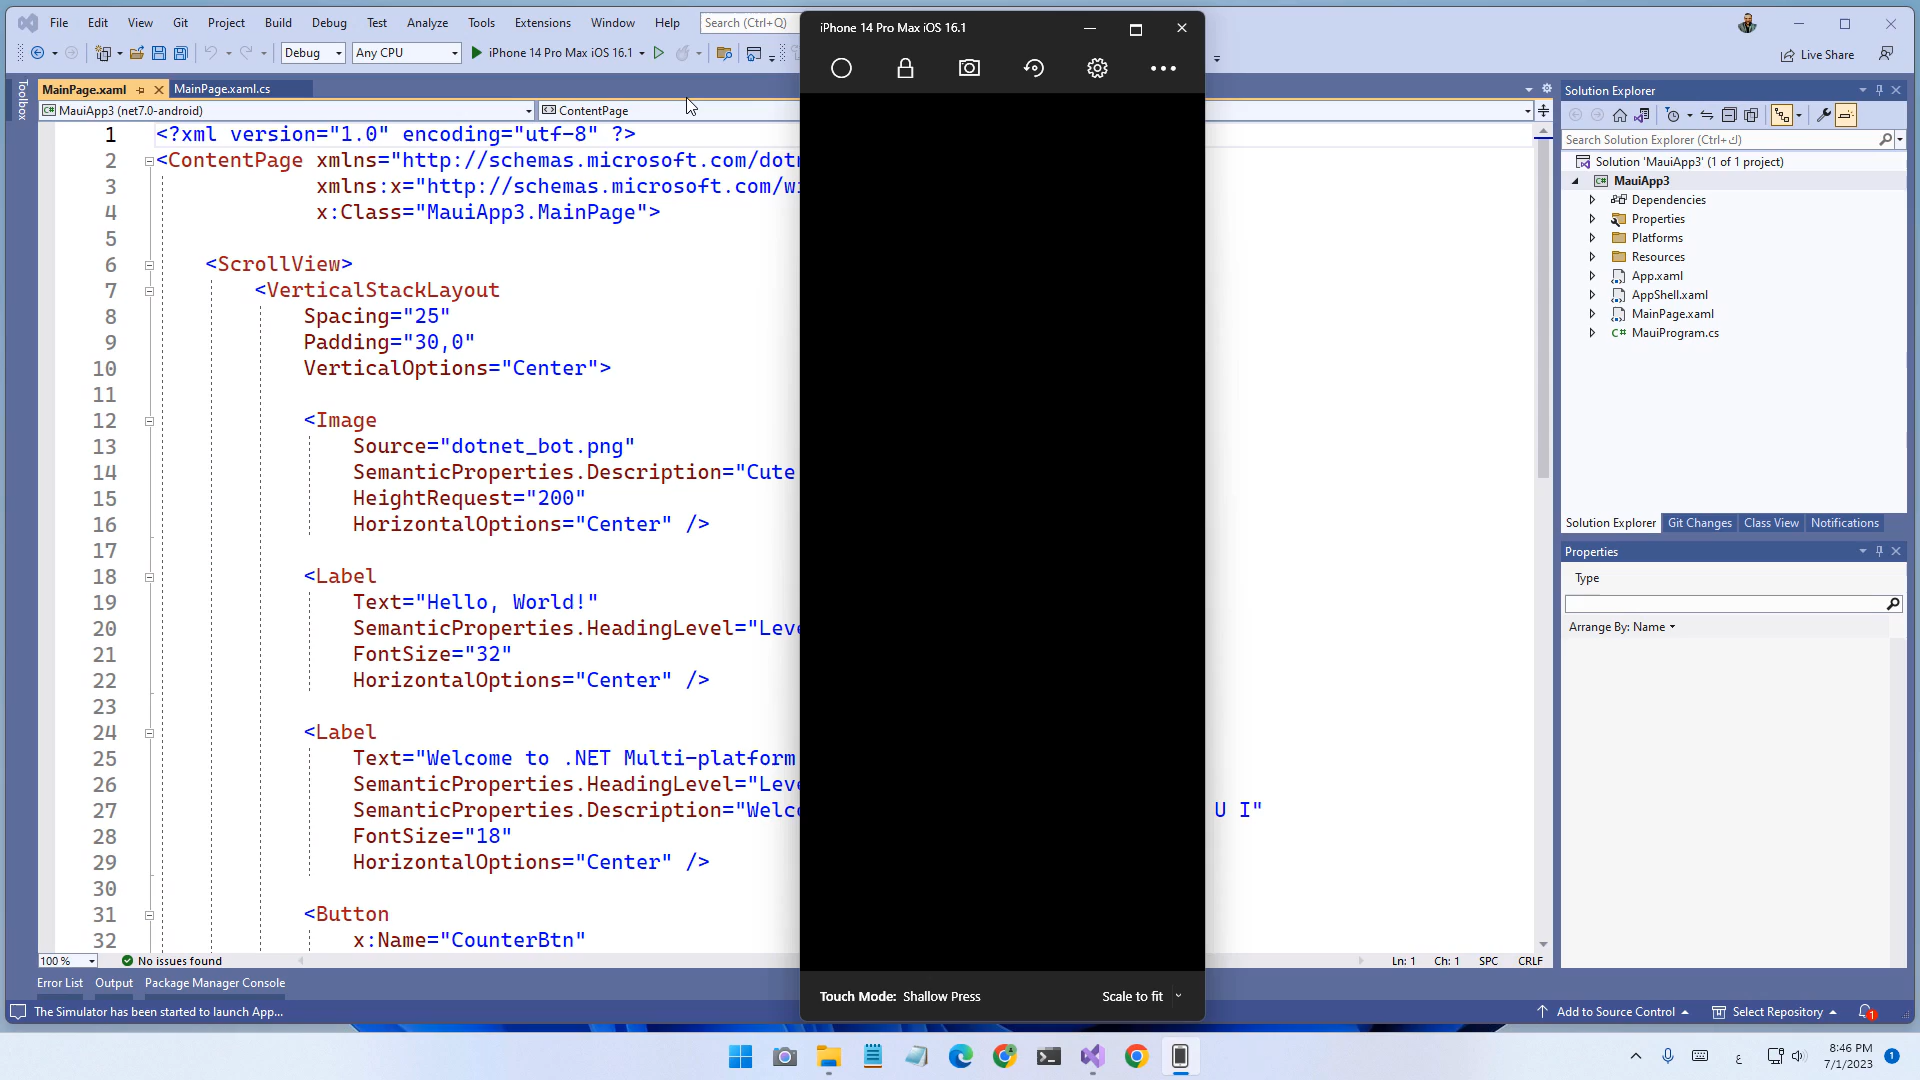 File Edit View Git Project Build Debug Test Analyze Tools Extensions Window Help Search (Ctrl+Q)
Live Share
Debug Any CPU iPhone 14 Pro Max iOS 16.1
MainPage.xaml MainPage.xaml.cs
MauiApp3 (net7.0-android) ContentPage
Toolbox
1 <?xml version="1.0" encoding="utf-8" ?>
2 <ContentPage xmlns="http://schemas.microsoft.com/dotn
3 xmlns:x="http://schemas.microsoft.com/wi
4 x:Class="MauiApp3.MainPage">
5
6 <ScrollView>
7 <VerticalStackLayout
8 Spacing="25"
9 Padding="30,0"
10 VerticalOptions="Center">
11
12 <Image
13 Source="dotnet_bot.png"
14 SemanticProperties.Description="Cute
15 HeightRequest="200"
16 HorizontalOptions="Center" />
17
18 <Label
19 Text="Hello, World!"
20 SemanticProperties.HeadingLevel="Leve
21 FontSize="32"
22 HorizontalOptions="Center" />
23
24 <Label
25 Text="Welcome to .NET Multi-platform
26 SemanticProperties.HeadingLevel="Leve
27 SemanticProperties.Description="Welco U I"
28 FontSize="18"
29 HorizontalOptions="Center" />
30
31 <Button
32 x:Name="CounterBtn"
100 % No issues found
Ln: 1 Ch: 1 SPC CRLF
Error List Output Package Manager Console
The Simulator has been started to launch App...
Add to Source Control Select Repository 1
iPhone 14 Pro Max iOS 16.1
Touch Mode: Shallow Press Scale to fit
Solution Explorer
Search Solution Explorer (Ctrl+ك)
Solution 'MauiApp3' (1 of 1 project)
MauiApp3
Dependencies
Properties
Platforms
Resources
App.xaml
AppShell.xaml
MainPage.xaml
C# MauiProgram.cs
Solution Explorer Git Changes Class View Notifications
Properties
Type
Arrange By: Name
ع
8:46 PM
7/1/2023
1